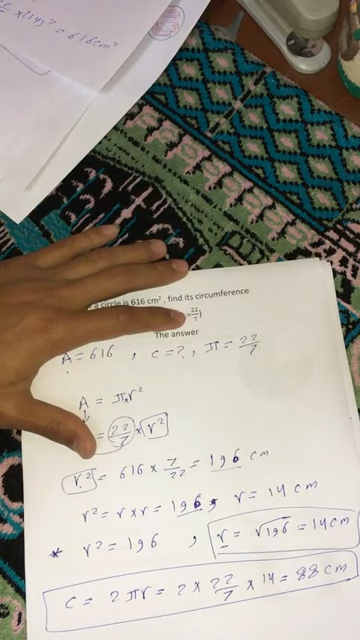 ×(14)² = 616 cm²
a circle is 616 cm² , find its circumference
22
7
The answer
A = 616 , C = ? , π = 22/7
A = πr²
= 22/7 × r²
r² = 616 × 7/22 = 196 cm
r² = r×r = 196, r = 14 cm
* r² = 196 , r = √196 = 14 cm
C = 2πr = 2 × 22/7 × 14 = 88 cm